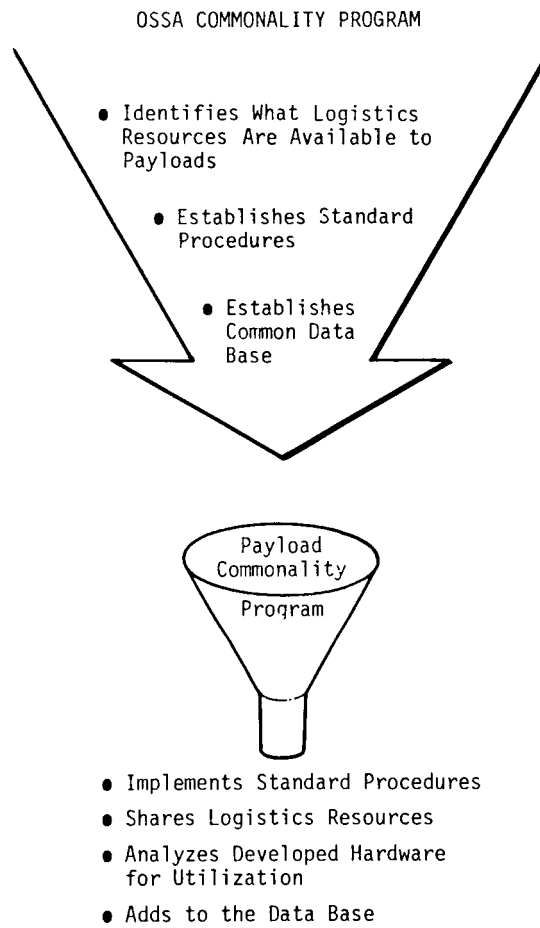 OSSA COMMONALITY PROGRAM
● Identifies What Logistics
Resources Are Available to
Payloads
● Establishes Standard
Procedures
● Establishes
Common Data
Base
Payload
Commonality
Program
● Implements Standard Procedures
● Shares Logistics Resources
● Analyzes Developed Hardware
for Utilization
● Adds to the Data Base